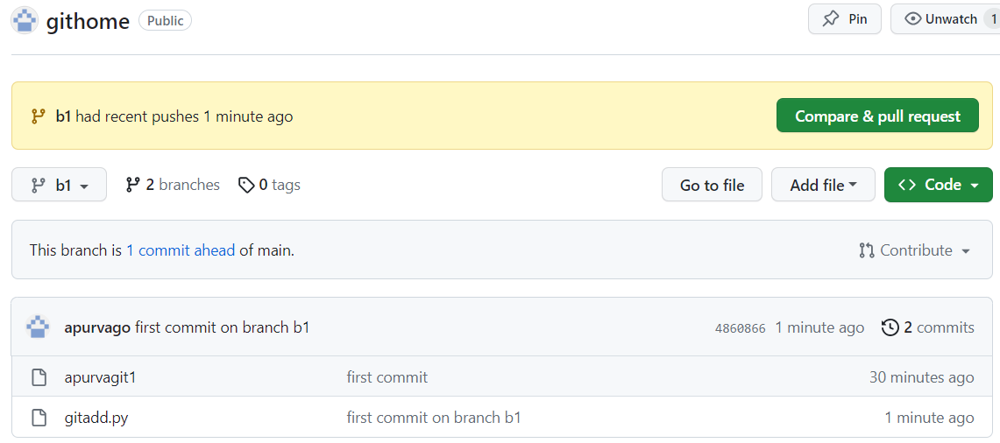 githome Public Pin Unwatch 1
b1 had recent pushes 1 minute ago Compare & pull request
b1 2 branches 0 tags Go to file Add file Code
This branch is 1 commit ahead of main. Contribute
apurvago first commit on branch b1 4860866 1 minute ago 2 commits
apurvagit1 first commit 30 minutes ago
gitadd.py first commit on branch b1 1 minute ago